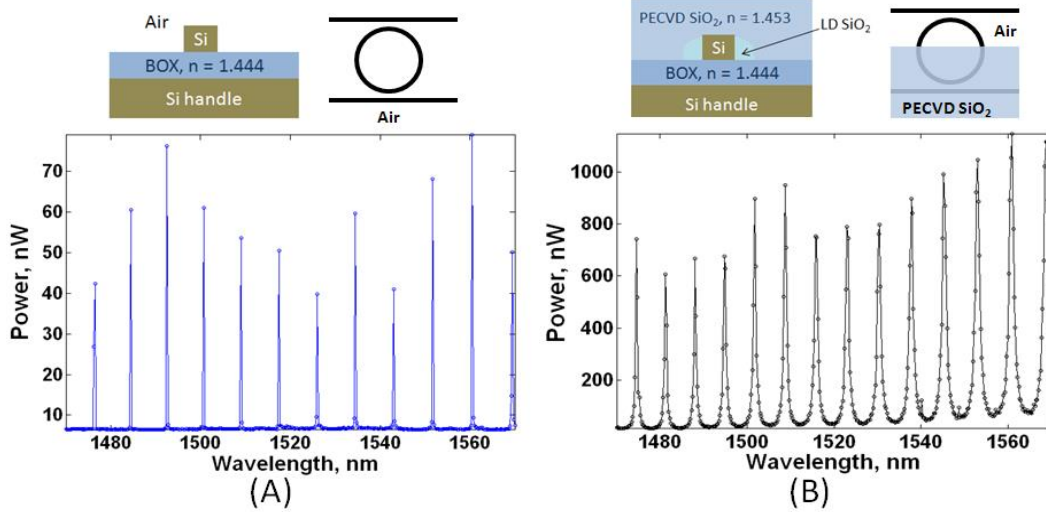 Air
Si
BOX, n = 1.444
Si handle
Air
PECVD SiO₂, n = 1.453
LD SiO₂
Si
BOX, n = 1.444
Si handle
Air
PECVD SiO₂
Power, nW
70
60
50
40
30
20
10
1480 1500 1520 1540 1560
Wavelength, nm
(A)
Power, nW
1000
800
600
400
200
1480 1500 1520 1540 1560
Wavelength, nm
(B)